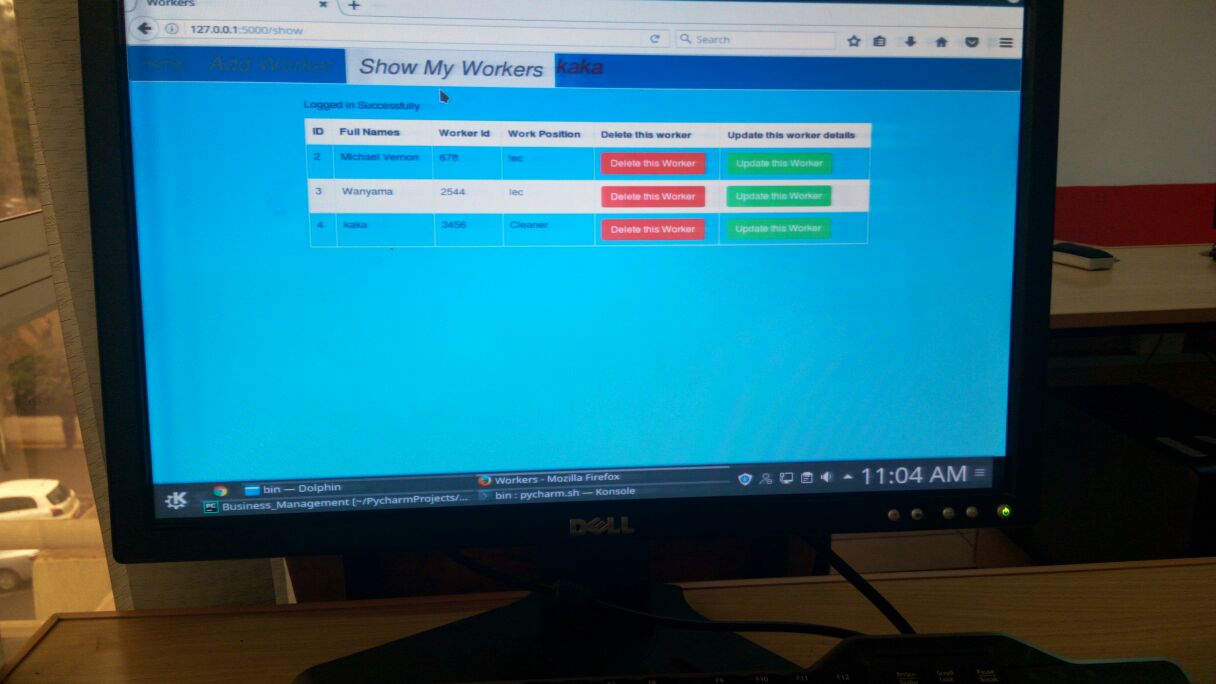 Workers
127.0.0.1:5000/show
Search
Home Add Worker Show My Workers kaka
Logged in Successfully
ID Full Names Worker Id Work Position Delete this worker Update this worker details
2 Michael Vernon 678 lec Delete this Worker Update this Worker
3 Wanyama 2544 lec Delete this Worker Update this Worker
4 kaka 3456 Cleaner Delete this Worker Update this Worker
bin — Dolphin
Workers - Mozilla Firefox
Business_Management [~/PycharmProjects/...
bin : pycharm.sh — Konsole
11:04 AM
DELL
F9 F10 F11 F12